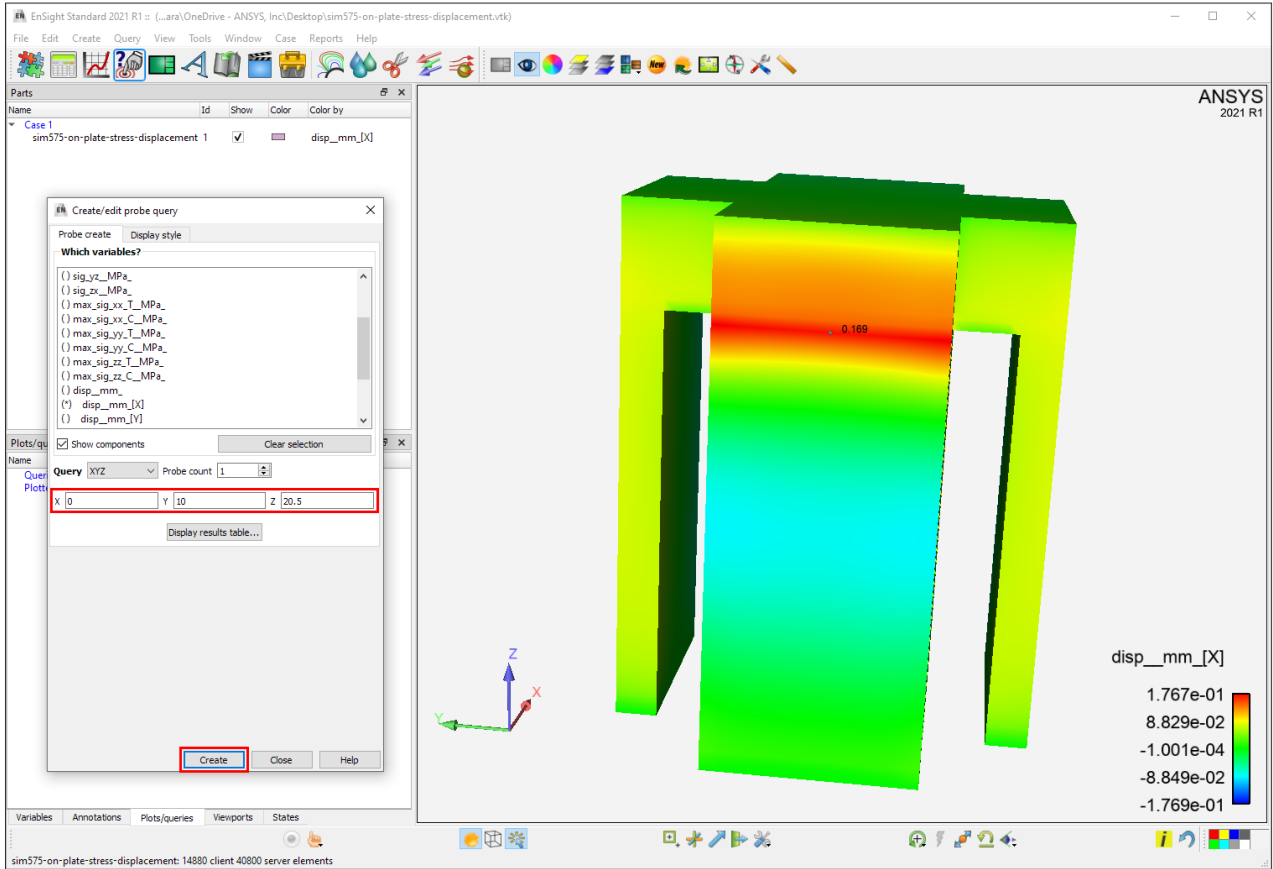 EnSight Standard 2021 R1 :: (...ara\OneDrive - ANSYS, Inc\Desktop\sim575-on-plate-stress-displacement.vtk)
File Edit Create Query View Tools Window Case Reports Help
New
Parts
Name Id Show Color Color by
Case 1
sim575-on-plate-stress-displacement 1 disp__mm_[X]
ANSYS
2021 R1
EN Create/edit probe query
Probe create Display style
Which variables?
() sig_yz__MPa_
() sig_zx__MPa_
() max_sig_xx_T__MPa_
() max_sig_xx_C__MPa_
() max_sig_yy_T__MPa_
() max_sig_yy_C__MPa_
() max_sig_zz_T__MPa_
() max_sig_zz_C__MPa_
() disp__mm_
(*) disp__mm_[X]
() disp__mm_[Y]
Show components Clear selection
Query XYZ Probe count 1
X 0 Y 10 Z 20.5
Display results table...
Create Close Help
Plots/qu
Name
Quer
Plotte
0.169
Z
X
Y
disp__mm_[X]
1.767e-01
8.829e-02
-1.001e-04
-8.849e-02
-1.769e-01
Variables Annotations Plots/queries Viewports States
sim575-on-plate-stress-displacement: 14880 client 40800 server elements